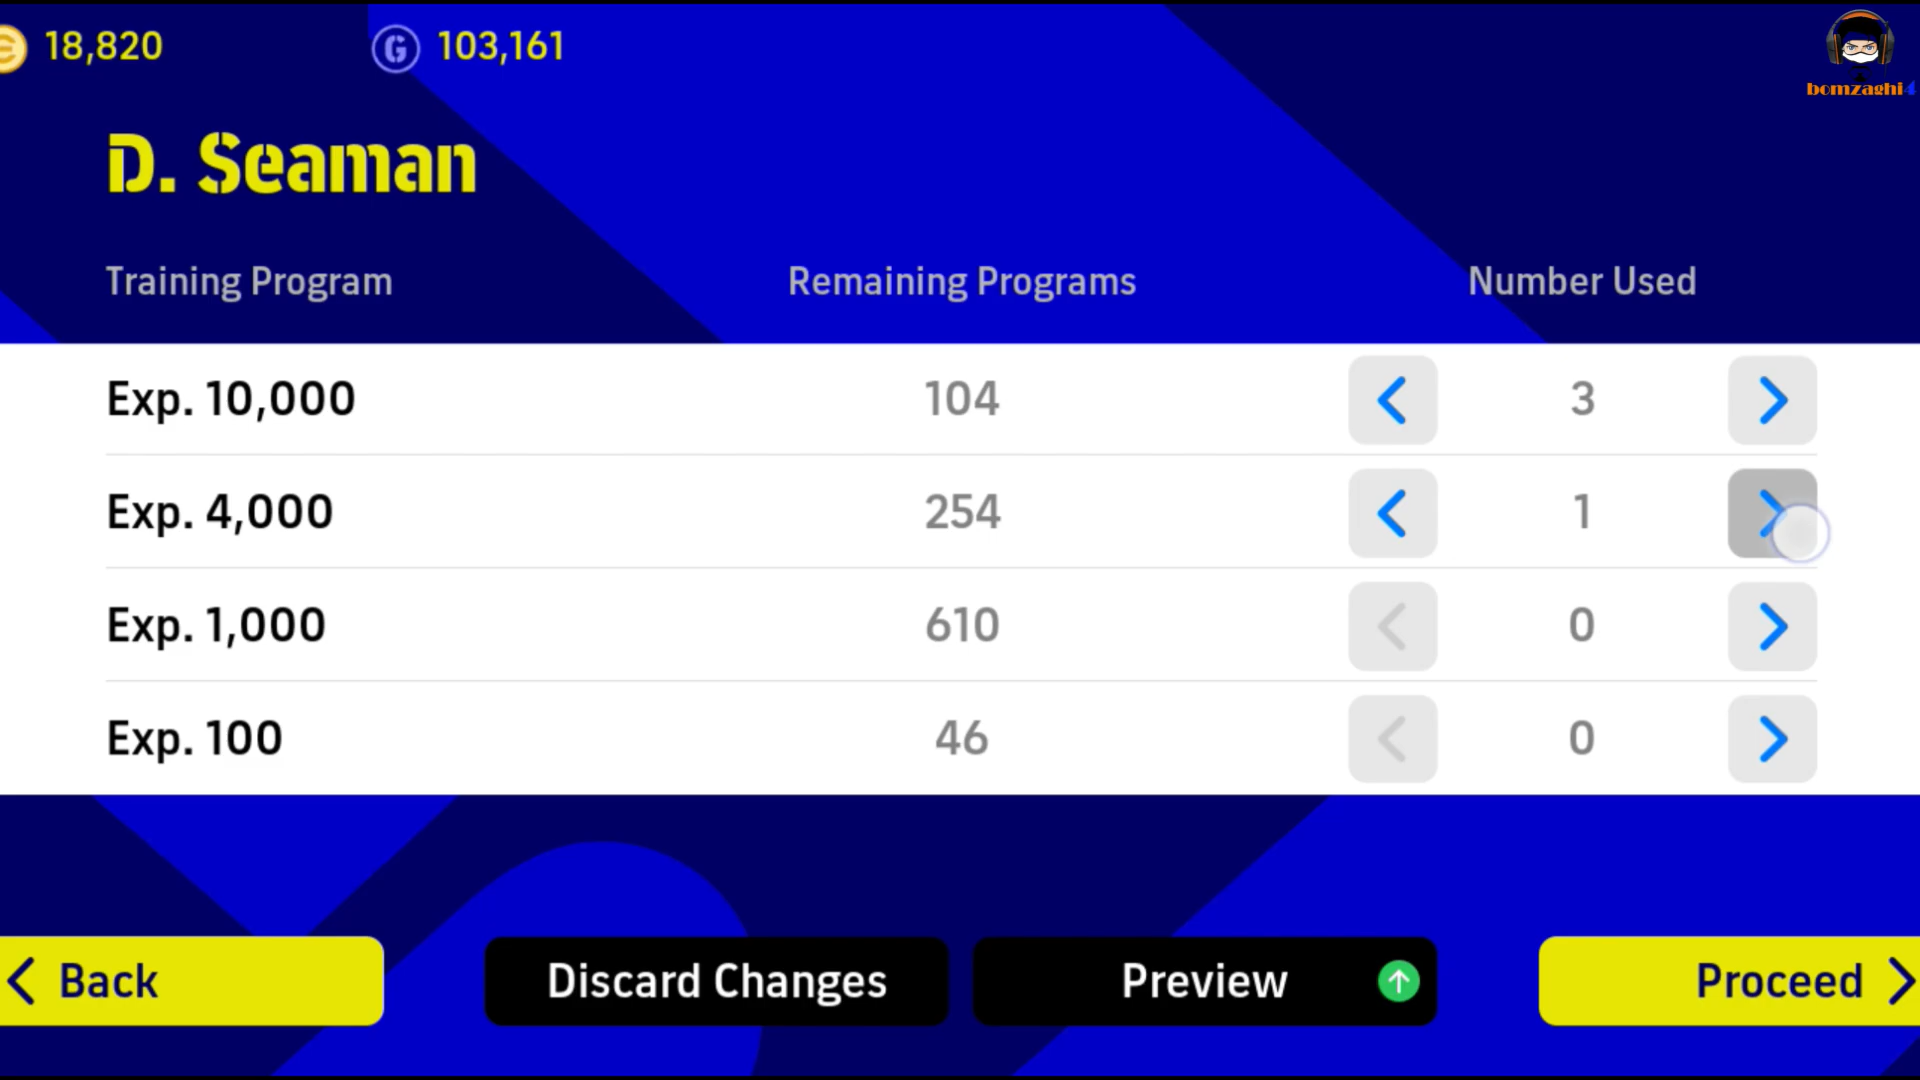 18,820
G 103,161
bomzaghi4
D. Seaman
Training Program Remaining Programs Number Used
Exp. 10,000 104 3
Exp. 4,000 254 1
Exp. 1,000 610 0
Exp. 100 46 0
Back Discard Changes Preview Proceed